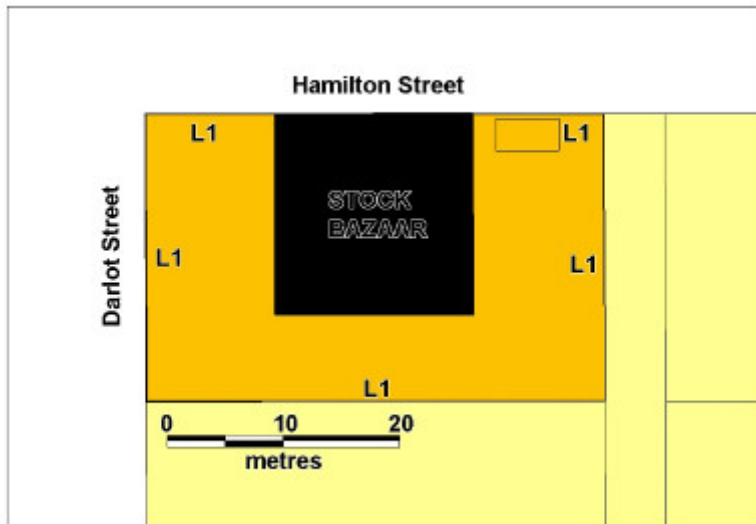 Hamilton Street
L1
L1
STOCK
BAZAAR
Darlot Street
L1
L1
L1
0 10 20
metres